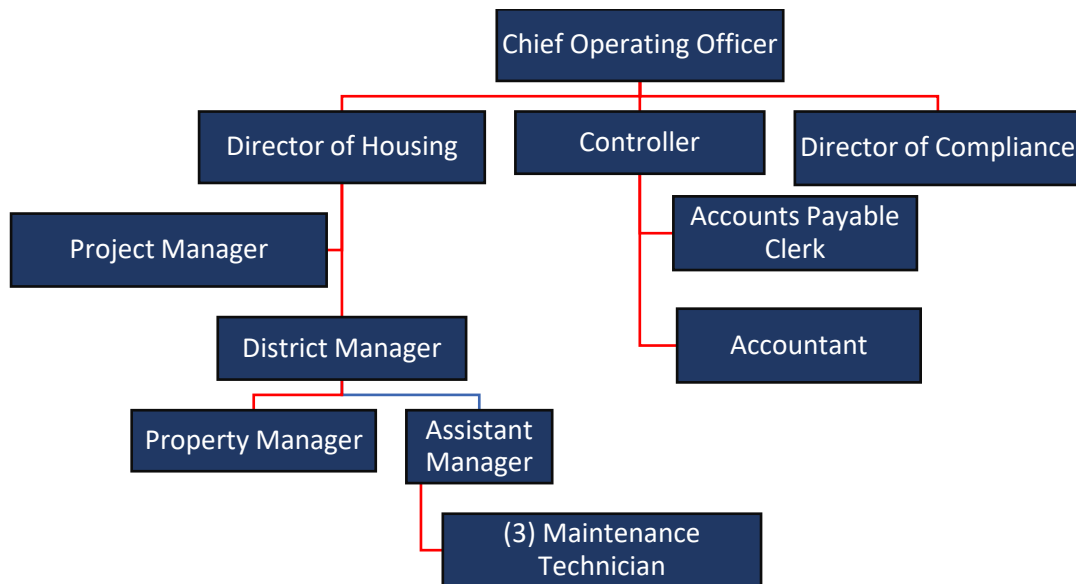 Chief Operating Officer
Director of Housing
Controller
Director of Compliance
Project Manager
Accounts Payable
Clerk
District Manager
Accountant
Property Manager
Assistant
Manager
(3) Maintenance
Technician